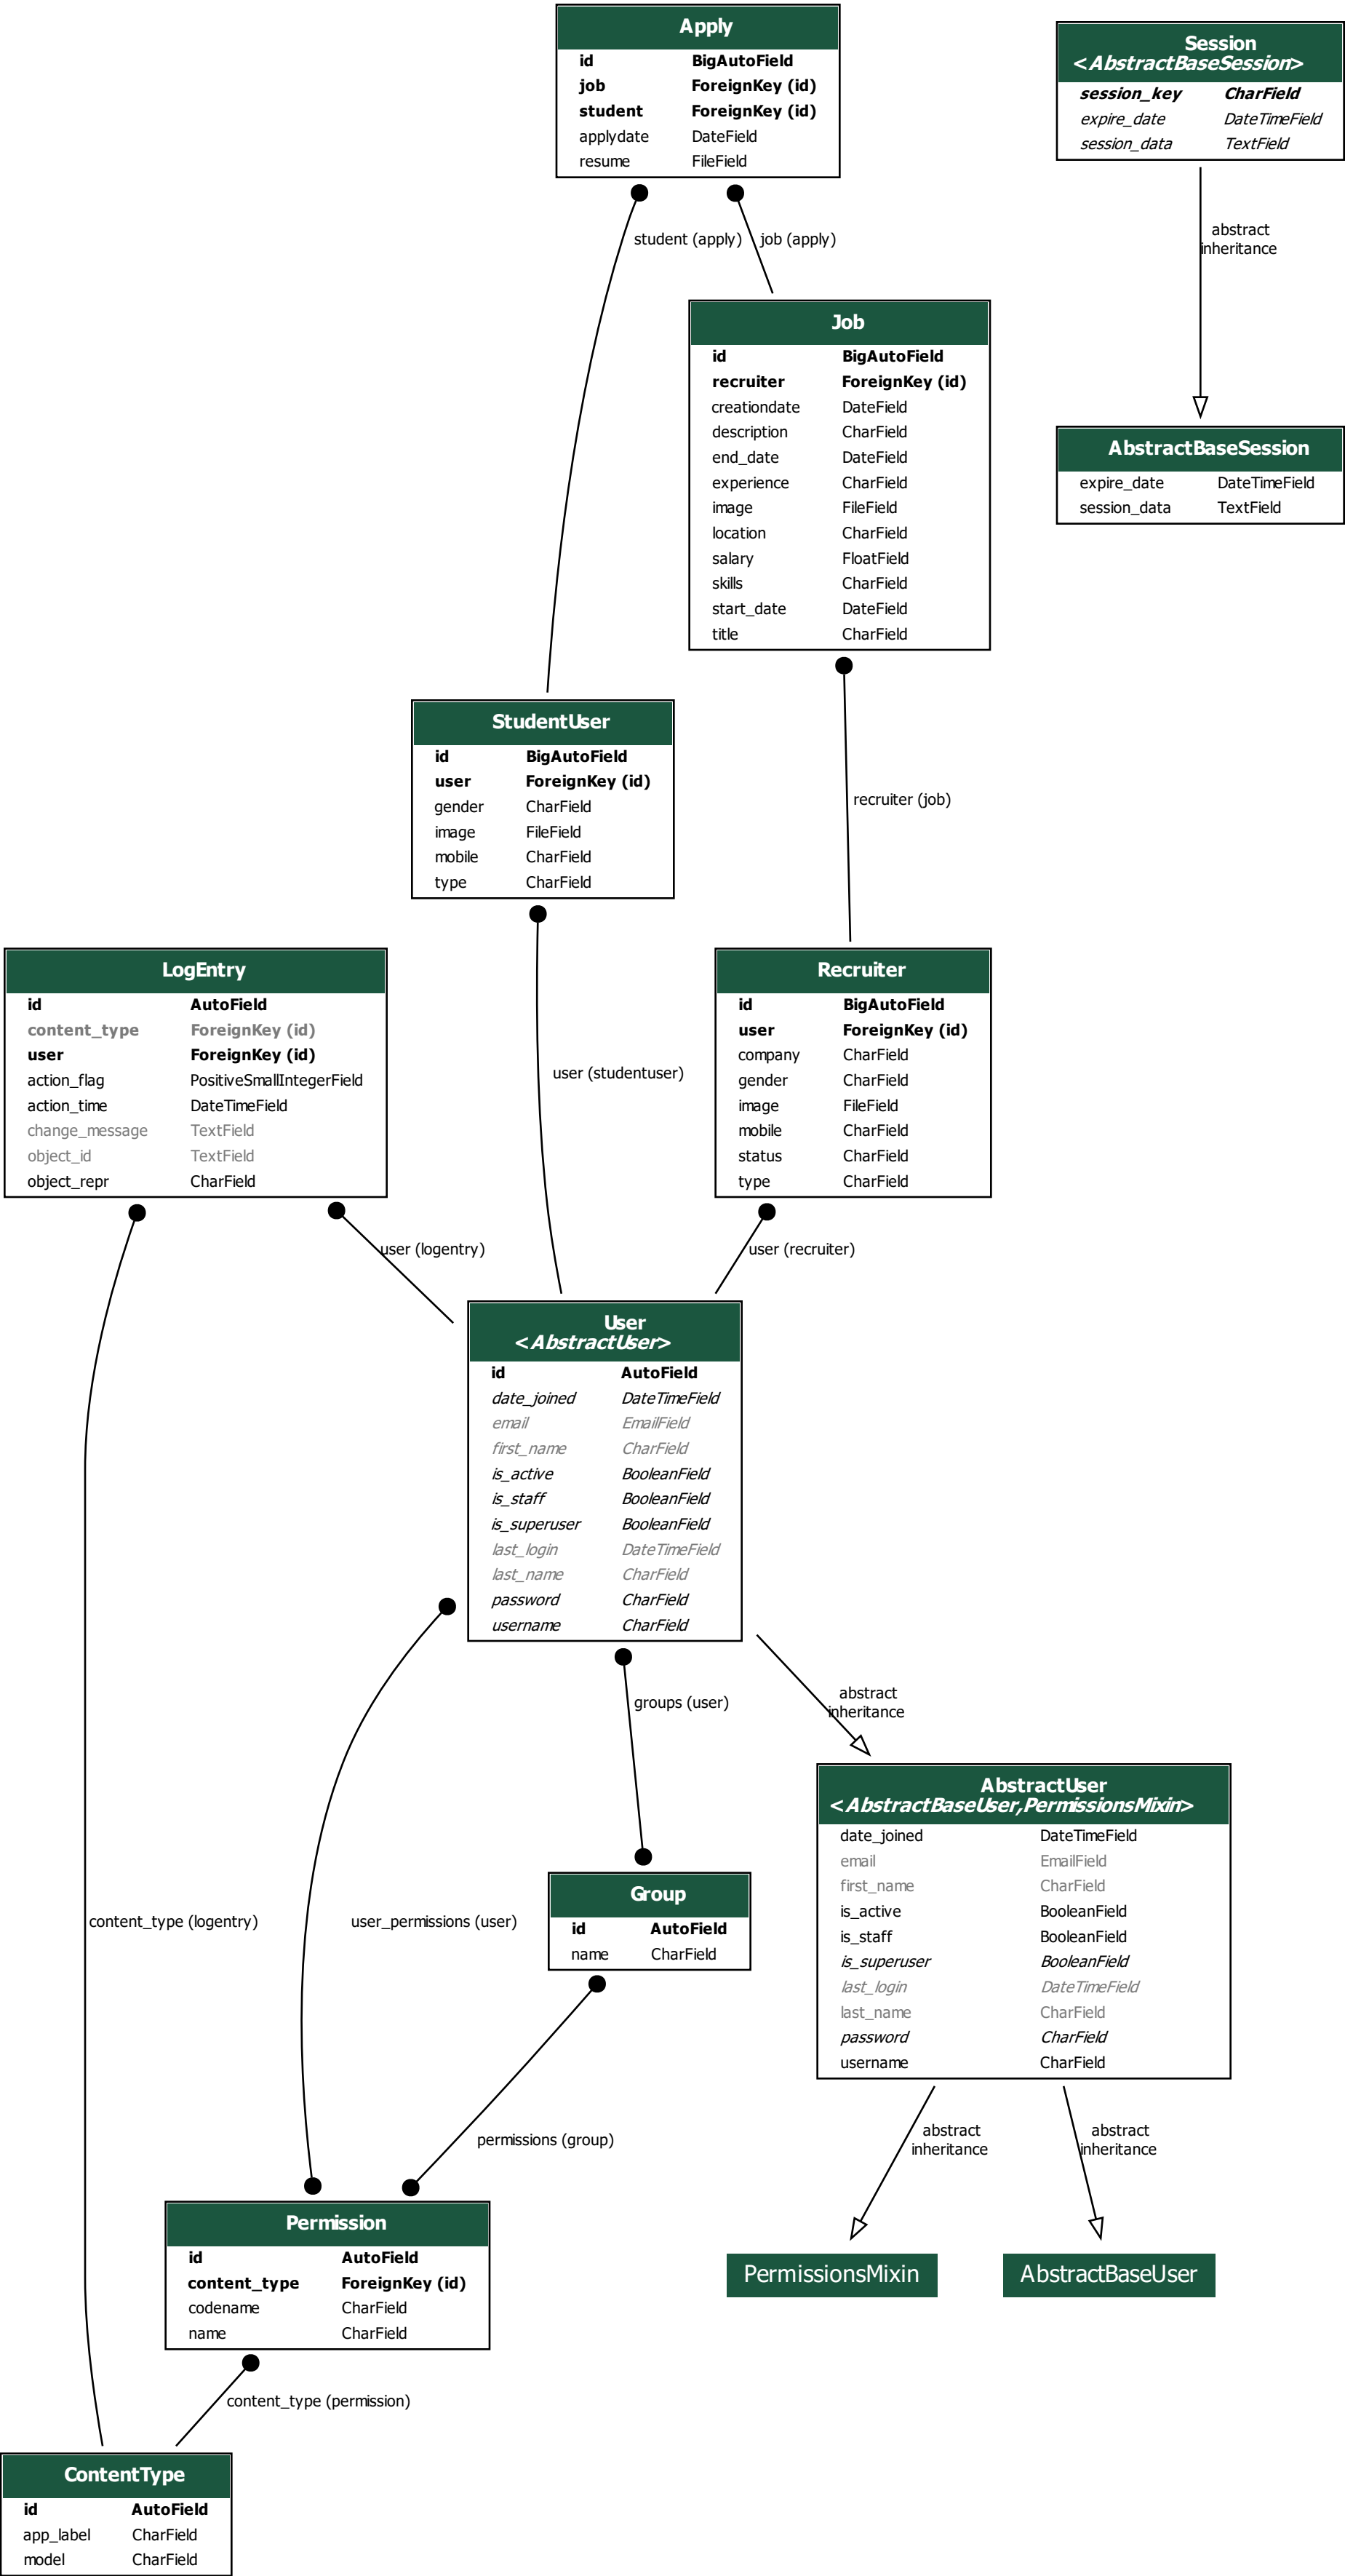 Apply
id BigAutoField
job ForeignKey (id)
student ForeignKey (id)
applydate DateField
resume FileField
Session
<AbstractBaseSession>
session_key CharField
expire_date DateTimeField
session_data TextField
student (apply)
job (apply)
abstract
inheritance
Job
id BigAutoField
recruiter ForeignKey (id)
creationdate DateField
description CharField
end_date DateField
experience CharField
image FileField
location CharField
salary FloatField
skills CharField
start_date DateField
title CharField
AbstractBaseSession
expire_date DateTimeField
session_data TextField
StudentUser
id BigAutoField
user ForeignKey (id)
gender CharField
image FileField
mobile CharField
type CharField
recruiter (job)
LogEntry
id AutoField
content_type ForeignKey (id)
user ForeignKey (id)
action_flag PositiveSmallIntegerField
action_time DateTimeField
change_message TextField
object_id TextField
object_repr CharField
user (studentuser)
Recruiter
id BigAutoField
user ForeignKey (id)
company CharField
gender CharField
image FileField
mobile CharField
status CharField
type CharField
user (logentry)
user (recruiter)
User
<AbstractUser>
id AutoField
date_joined DateTimeField
email EmailField
first_name CharField
is_active BooleanField
is_staff BooleanField
is_superuser BooleanField
last_login DateTimeField
last_name CharField
password CharField
username CharField
groups (user)
abstract
inheritance
AbstractUser
<AbstractBaseUser,PermissionsMixin>
date_joined DateTimeField
email EmailField
first_name CharField
is_active BooleanField
is_staff BooleanField
is_superuser BooleanField
last_login DateTimeField
last_name CharField
password CharField
username CharField
Group
id AutoField
name CharField
content_type (logentry)
user_permissions (user)
permissions (group)
abstract
inheritance
abstract
inheritance
Permission
id AutoField
content_type ForeignKey (id)
codename CharField
name CharField
PermissionsMixin
AbstractBaseUser
content_type (permission)
ContentType
id AutoField
app_label CharField
model CharField